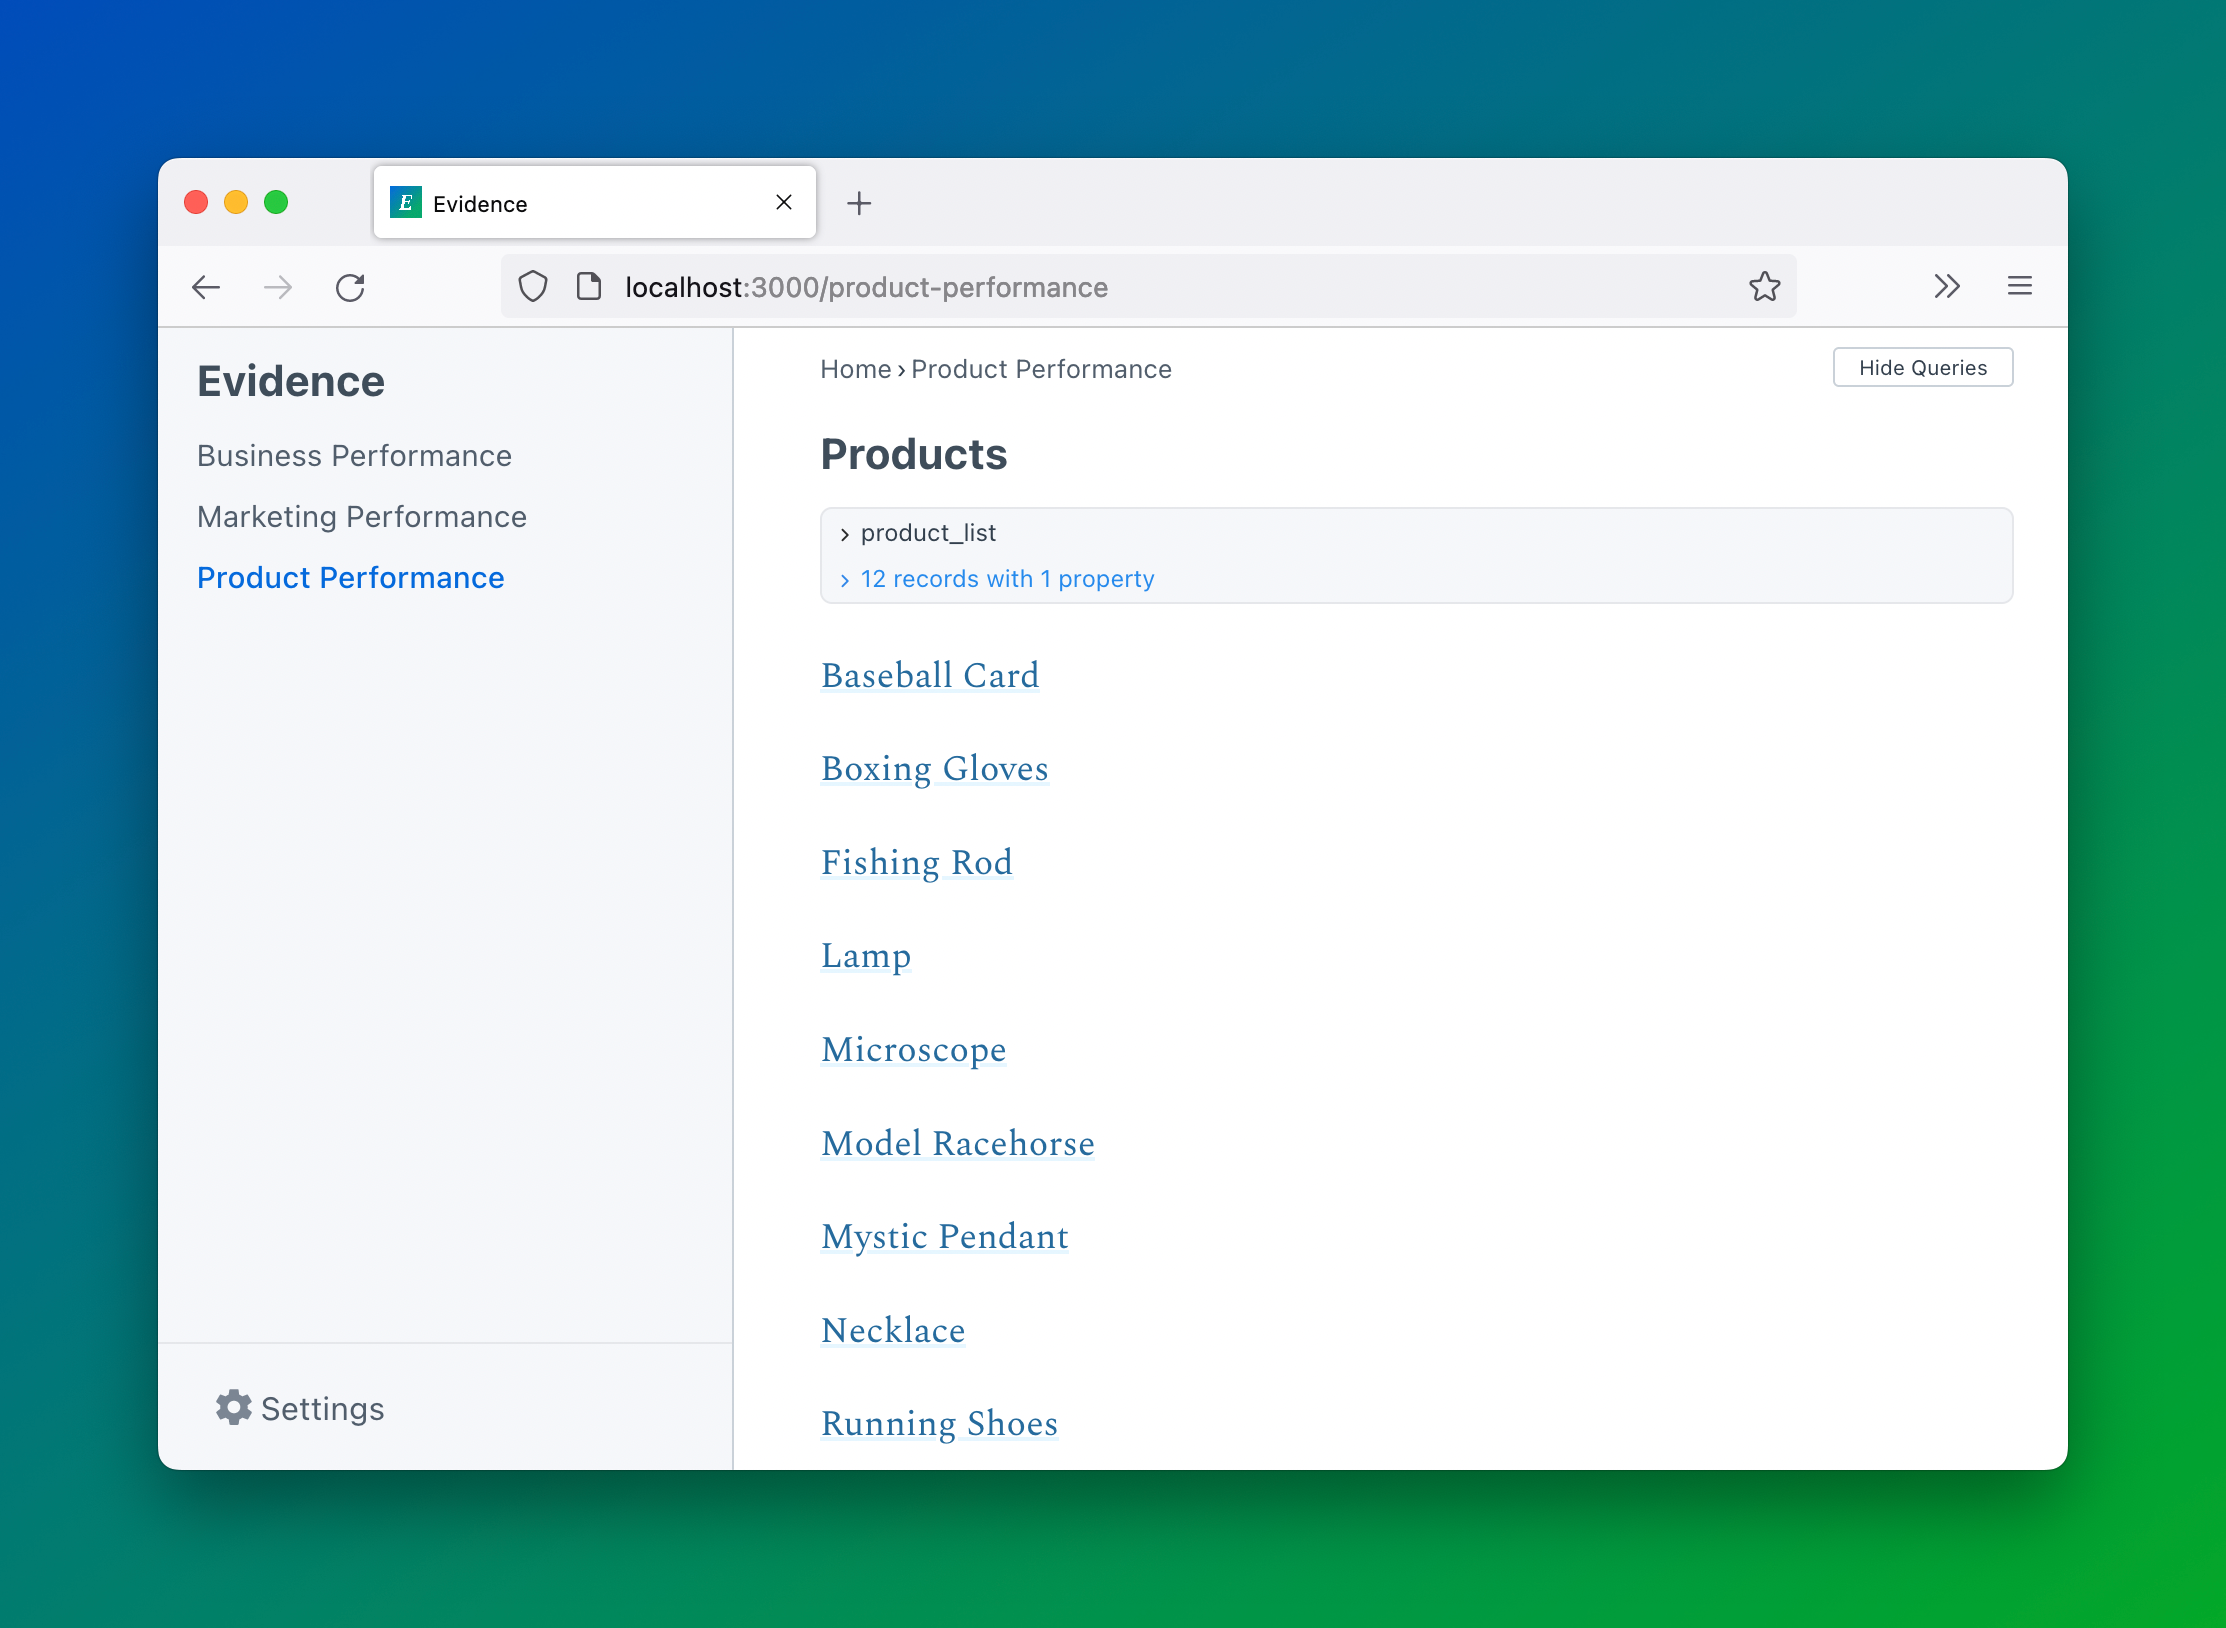 E Evidence
localhost:3000/product-performance
Evidence
Business Performance
Marketing Performance
Product Performance
Settings
Home › Product Performance
Hide Queries
Products
product_list
12 records with 1 property
Baseball Card
Boxing Gloves
Fishing Rod
Lamp
Microscope
Model Racehorse
Mystic Pendant
Necklace
Running Shoes